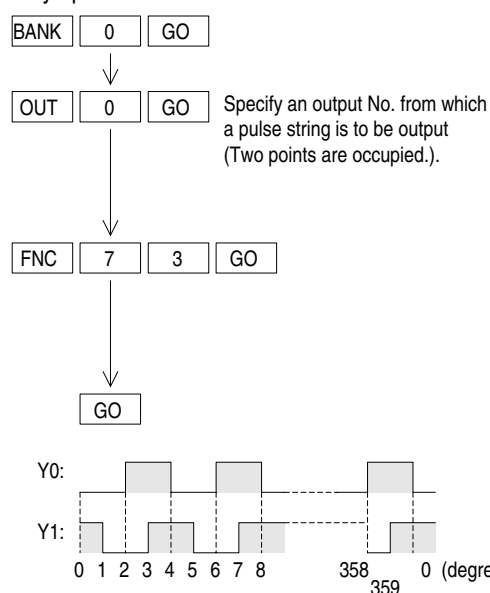 BANK 0 GO
OUT 0 GO Specify an output No. from which
a pulse string is to be output
(Two points are occupied.).
FNC 7 3 GO
GO
Y0:
Y1:
0 1 2 3 4 5 6 7 8 358 0 (degre
359